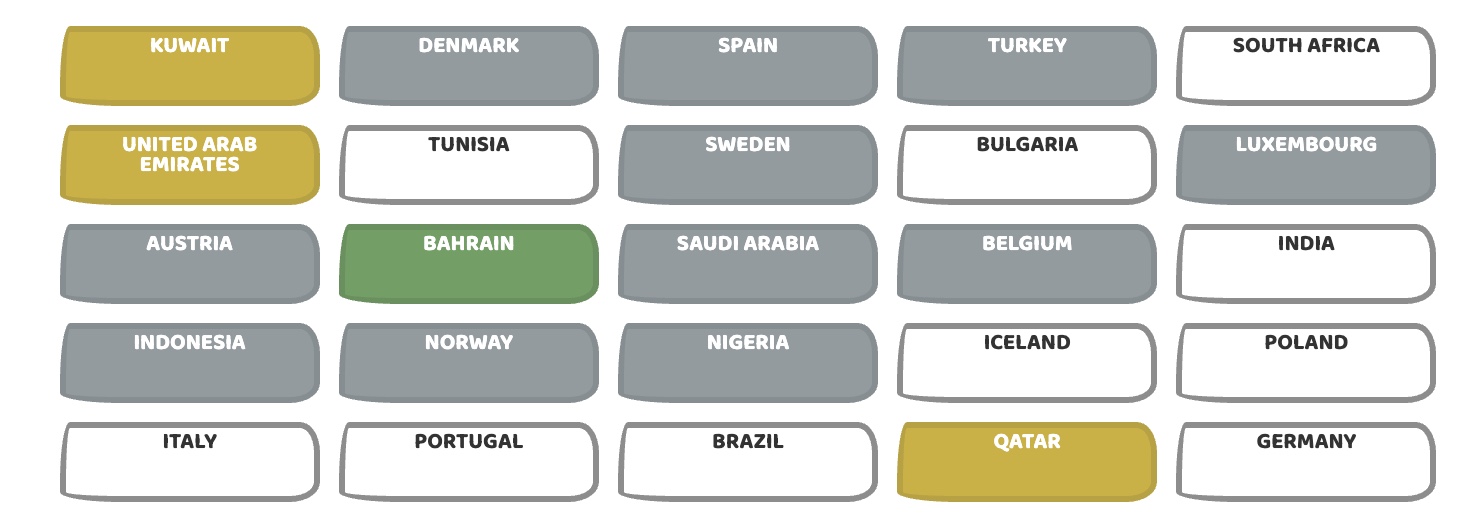 KUWAIT
DENMARK
SPAIN
TURKEY
SOUTH AFRICA
UNITED ARAB
EMIRATES
TUNISIA
SWEDEN
BULGARIA
LUXEMBOURG
AUSTRIA
BAHRAIN
SAUDI ARABIA
BELGIUM
INDIA
INDONESIA
NORWAY
NIGERIA
ICELAND
POLAND
ITALY
PORTUGAL
BRAZIL
QATAR
GERMANY